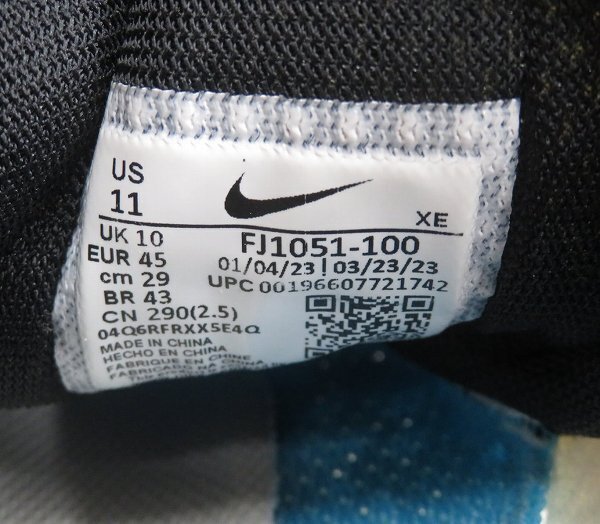 US
11
XE
UK 10
FJ1051-100
EUR 45
01/04/23 | 03/23/23
cm 29
UPC 00196607721742
BR 43
CN 290(2.5)
04Q6RFRXX5E4Q
MADE IN CHINA
HECHO EN CHINA
FABRIQUE EN CHINE